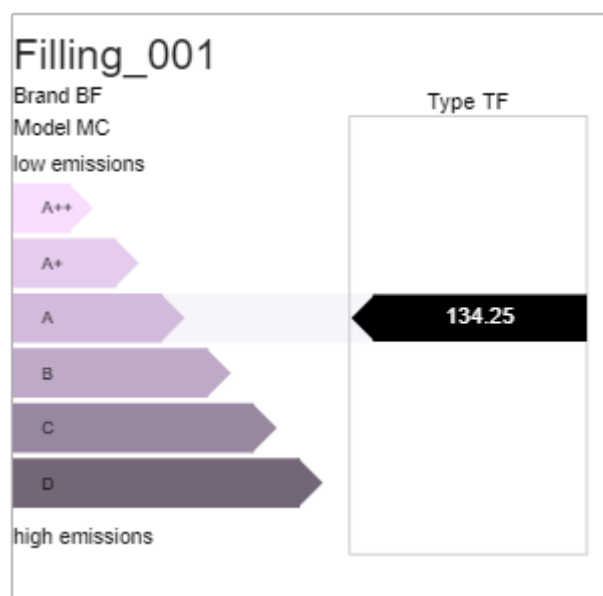 Filling_001
Brand BF
Type TF
Model MC
low emissions
A++
A+
A
134.25
B
C
D
high emissions